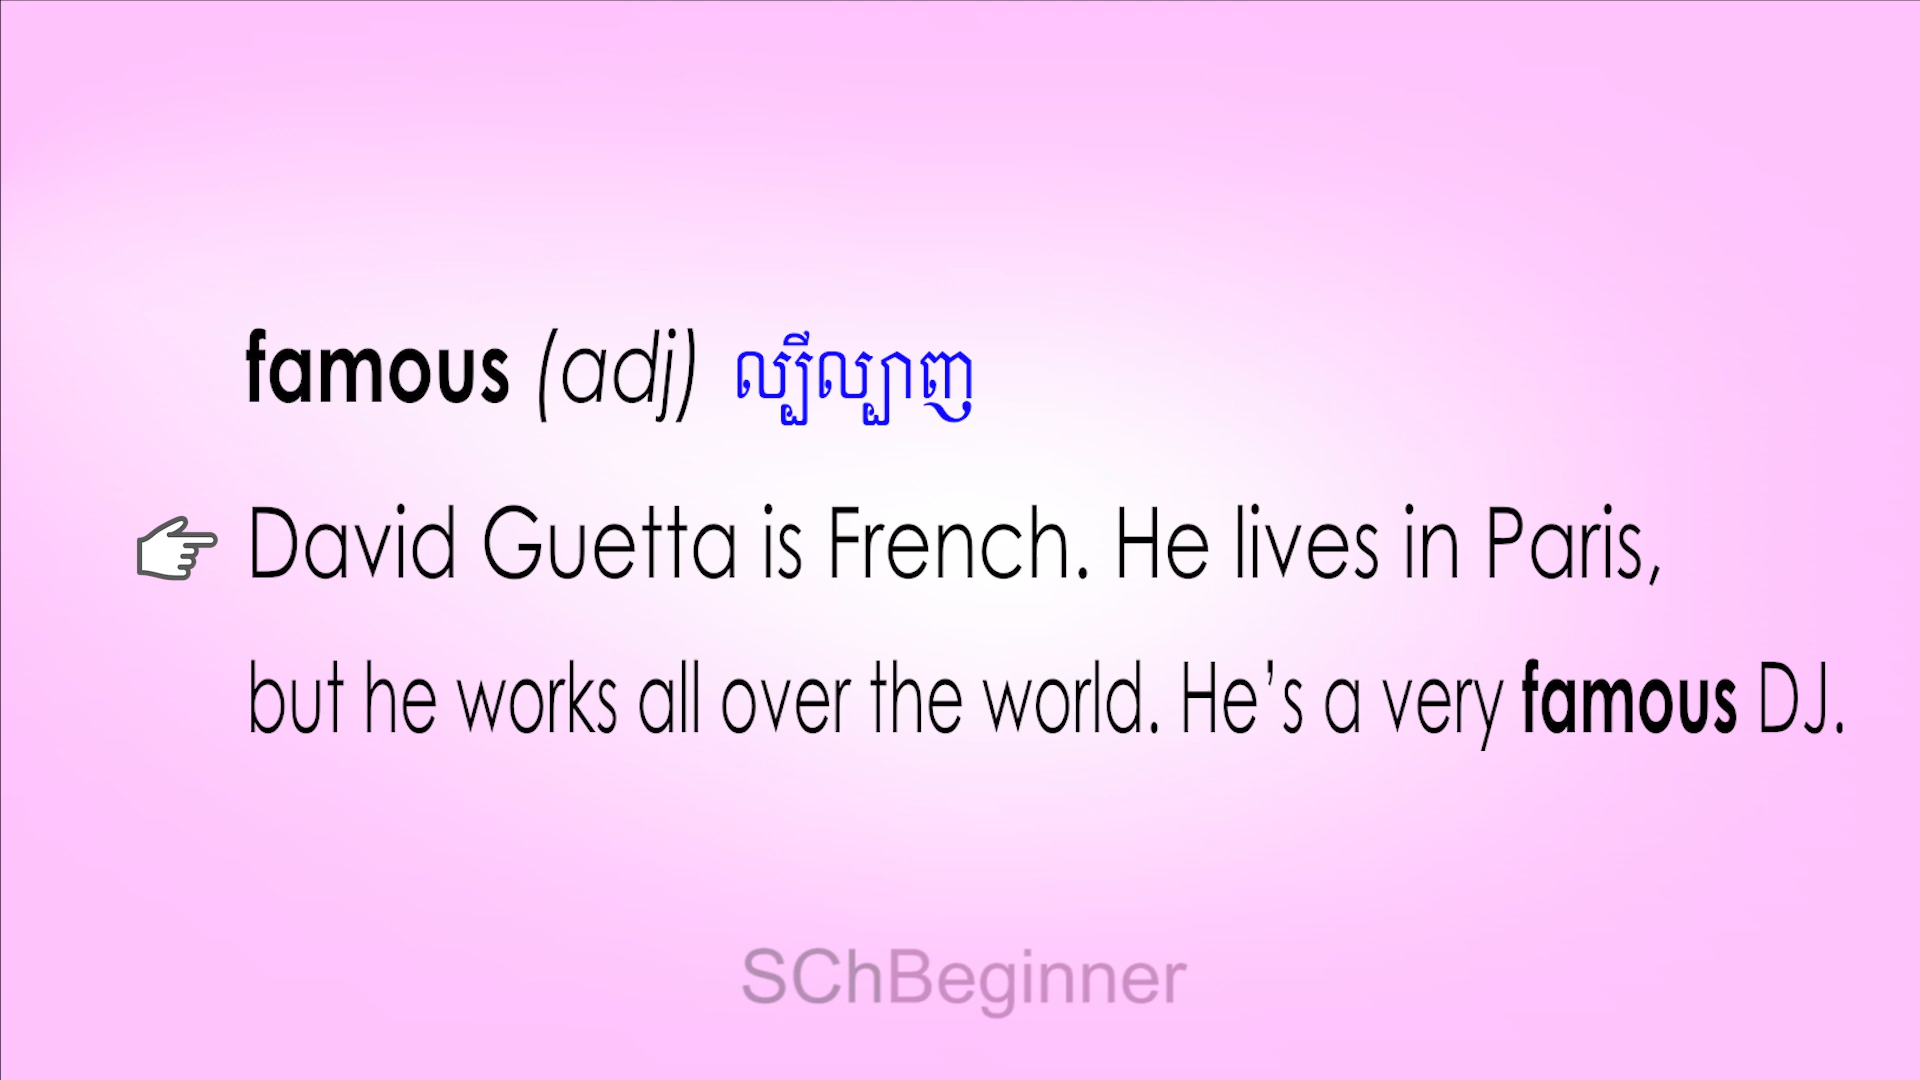 famous (adj) ល្បីល្បាញ
David Guetta is French. He lives in Paris,
but he works all over the world. He’s a very famous DJ.
SChBeginner